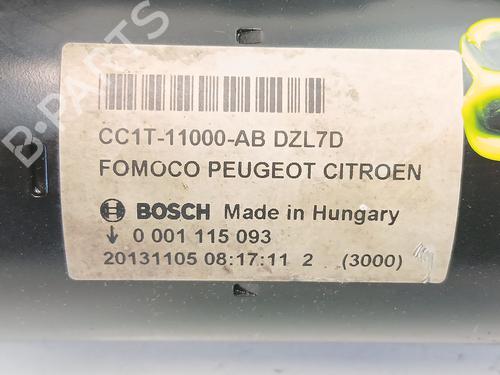 B-PARTS
CC1T-11000-AB DZL7D
FOMOCO PEUGEOT CITROEN
BOSCH Made in Hungary
↓ 0 001 115 093
20131105 08:17:11 2 (3000)